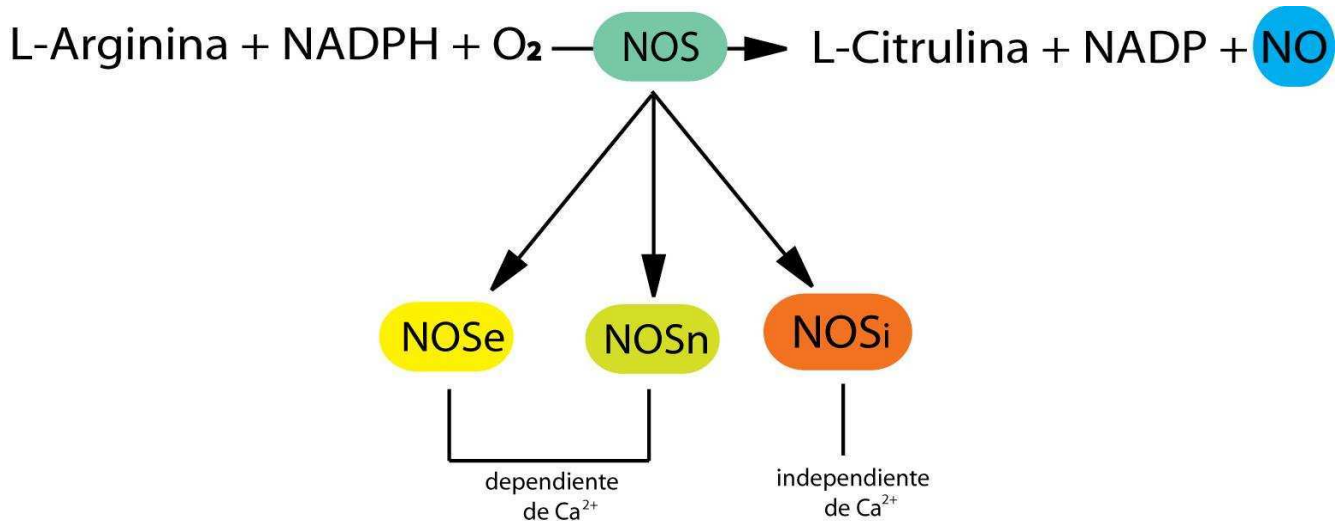 L-Arginina + NADPH + O₂ NOS L-Citrulina + NADP + NO
NOSe NOSn NOSi
dependiente
de Ca²⁺
independiente
de Ca²⁺